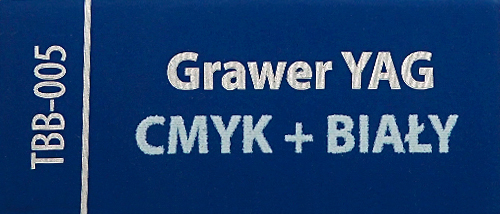 TBB-005
Grawer YAG
CMYK + BIAŁY